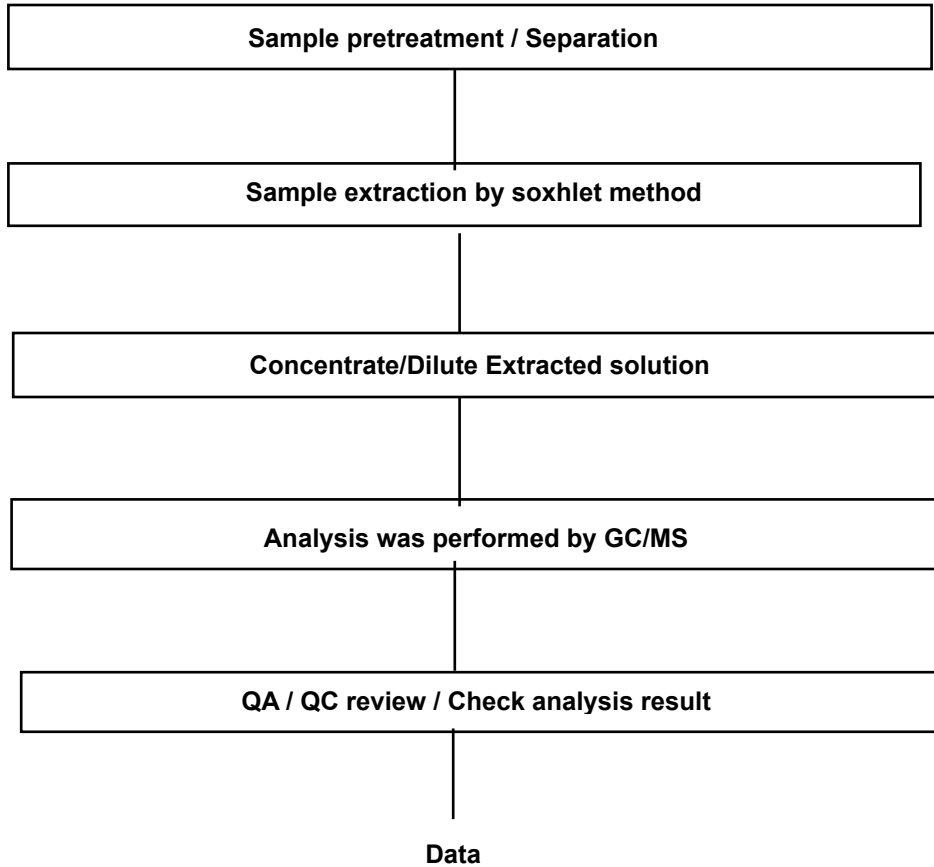 Sample pretreatment / Separation
Sample extraction by soxhlet method
Concentrate/Dilute Extracted solution
Analysis was performed by GC/MS
QA / QC review / Check analysis result
Data